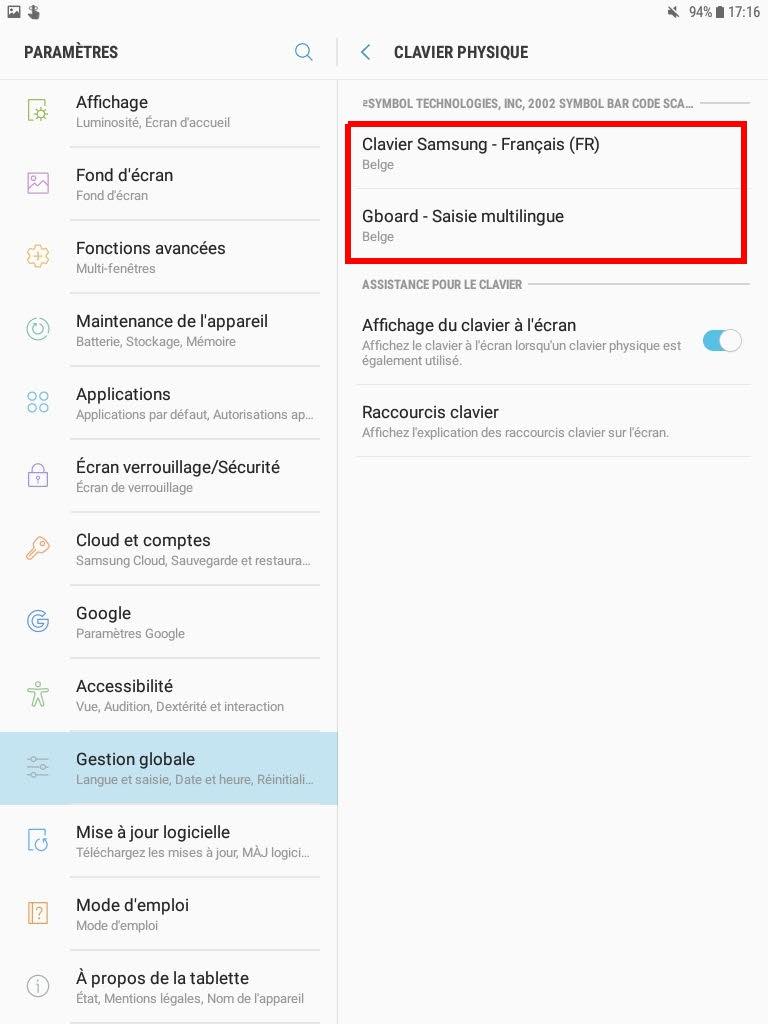 94% 17:16
PARAMÈTRES
Affichage
Luminosité, Écran d'accueil
Fond d'écran
Fond d'écran
Fonctions avancées
Multi-fenêtres
Maintenance de l'appareil
Batterie, Stockage, Mémoire
Applications
Applications par défaut, Autorisations ap...
Écran verrouillage/Sécurité
Écran de verrouillage
Cloud et comptes
Samsung Cloud, Sauvegarde et restaura...
Google
Paramètres Google
Accessibilité
Vue, Audition, Dextérité et interaction
Gestion globale
Langue et saisie, Date et heure, Réinitiali...
Mise à jour logicielle
Téléchargez les mises à jour, MÀJ logici...
Mode d'emploi
Mode d'emploi
À propos de la tablette
État, Mentions légales, Nom de l'appareil
CLAVIER PHYSIQUE
SYMBOL TECHNOLOGIES, INC, 2002 SYMBOL BAR CODE SCA...
Clavier Samsung - Français (FR)
Belge
Gboard - Saisie multilingue
Belge
ASSISTANCE POUR LE CLAVIER
Affichage du clavier à l'écran
Affichez le clavier à l'écran lorsqu'un clavier physique est
également utilisé.
Raccourcis clavier
Affichez l'explication des raccourcis clavier sur l'écran.